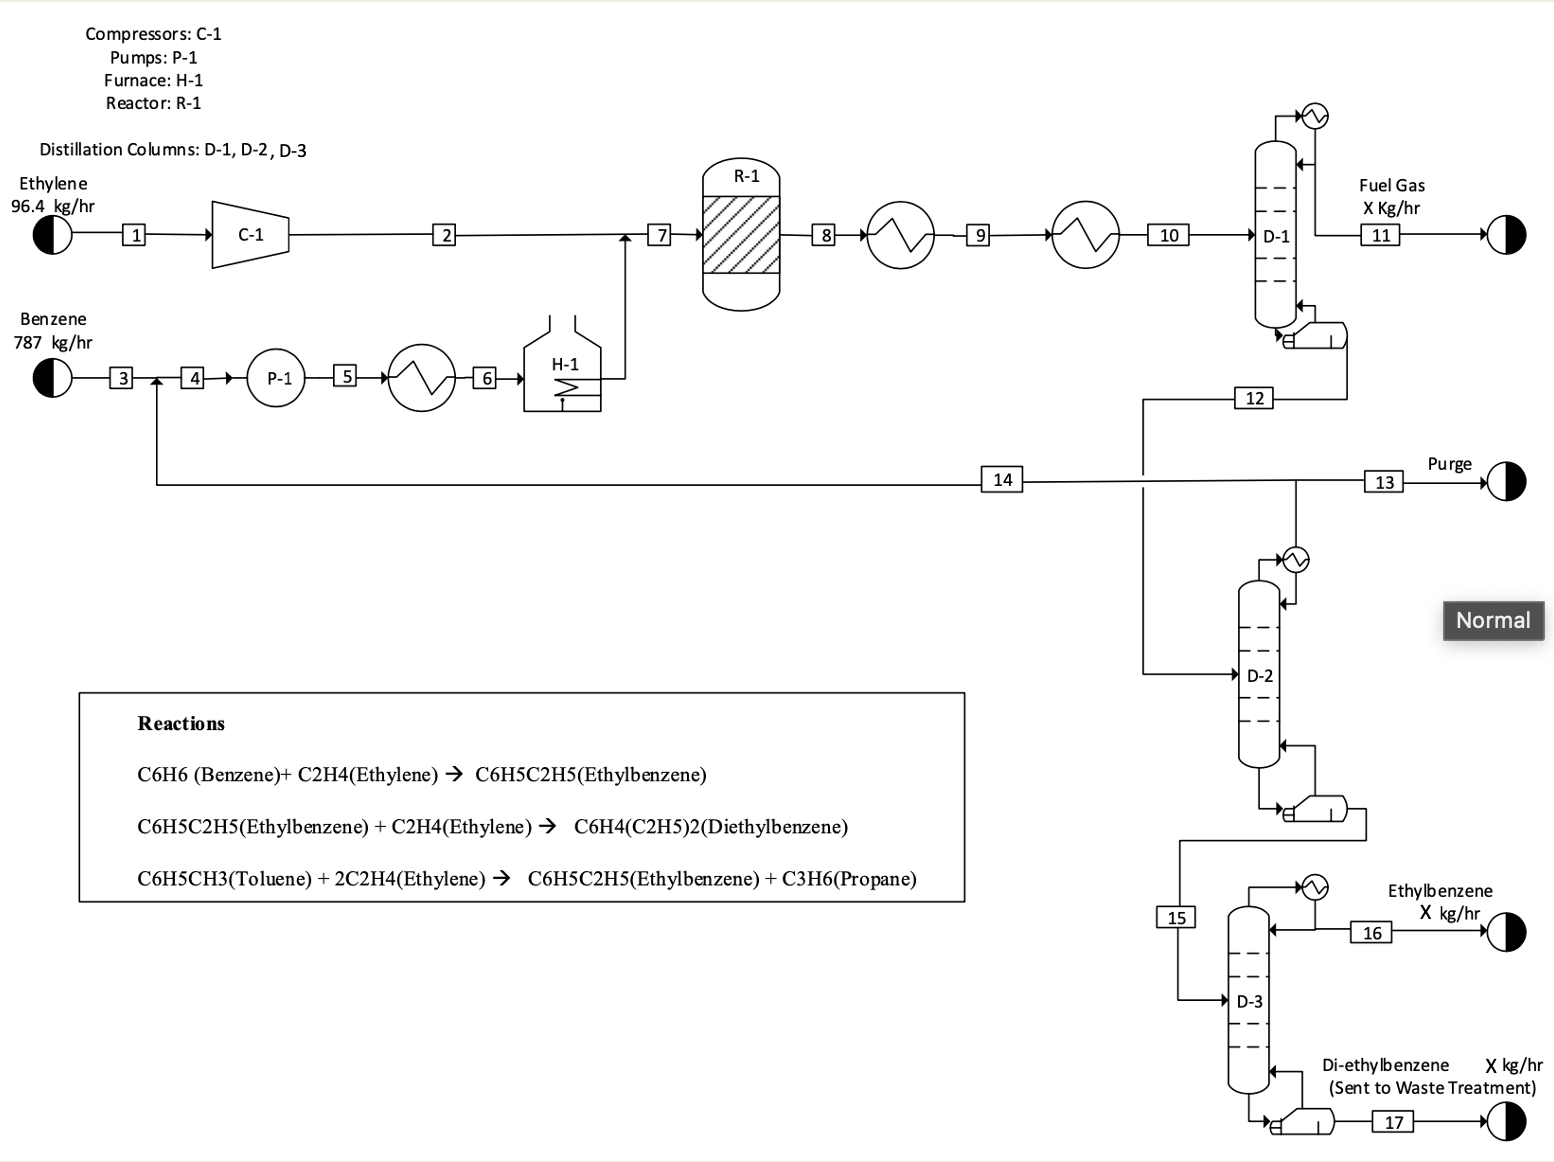 Compressors: C-1
Pumps: P-1
Furnace: H-1
Reactor: R-1
Distillation Columns: D-1, D-2, D-3
Ethylene
96.4 kg/hr
1
C-1
2
7
R-1
8
9
10
D-1
Fuel Gas
X Kg/hr
11
Benzene
787 kg/hr
3
4
P-1
5
6
H-1
12
14
Purge
13
Normal
D-2
Reactions
C6H6 (Benzene)+ C2H4(Ethylene) → C6H5C2H5(Ethylbenzene)
C6H5C2H5(Ethylbenzene) + C2H4(Ethylene) → C6H4(C2H5)2(Diethylbenzene)
C6H5CH3(Toluene) + 2C2H4(Ethylene) → C6H5C2H5(Ethylbenzene) + C3H6(Propane)
15
Ethylbenzene
X kg/hr
16
D-3
Di-ethylbenzene X kg/hr
(Sent to Waste Treatment)
17